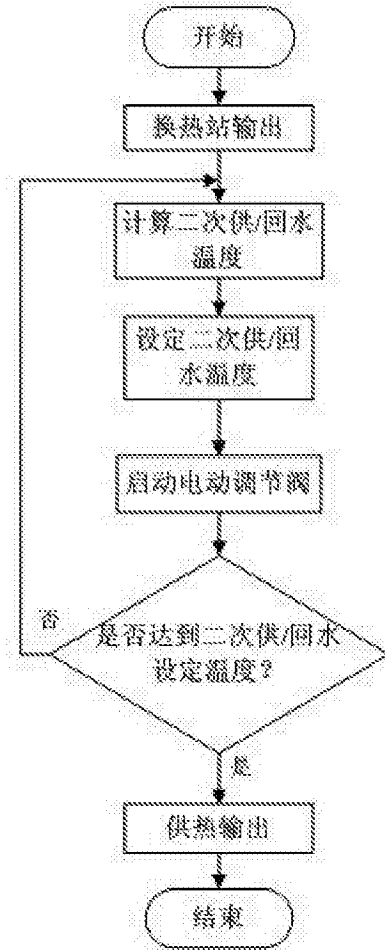 开始
换热站输出
计算二次供/回水
温度
设定二次供/回
水温度
启动电动调节阀
否
是否达到二次供/回水
设定温度？
是
供热输出
结束